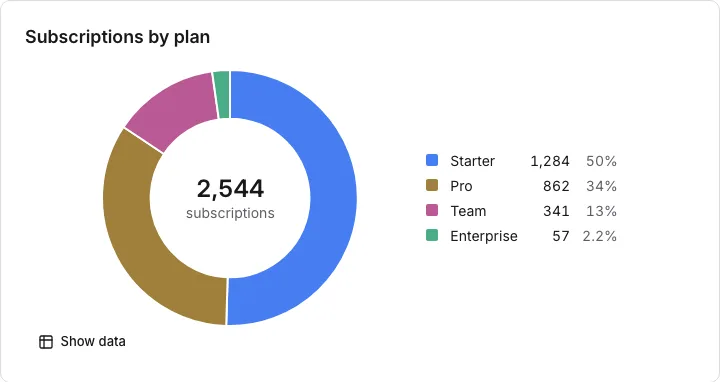 Subscriptions by plan
2,544
subscriptions
Starter 1,284 50%
Pro 862 34%
Team 341 13%
Enterprise 57 2.2%
Show data